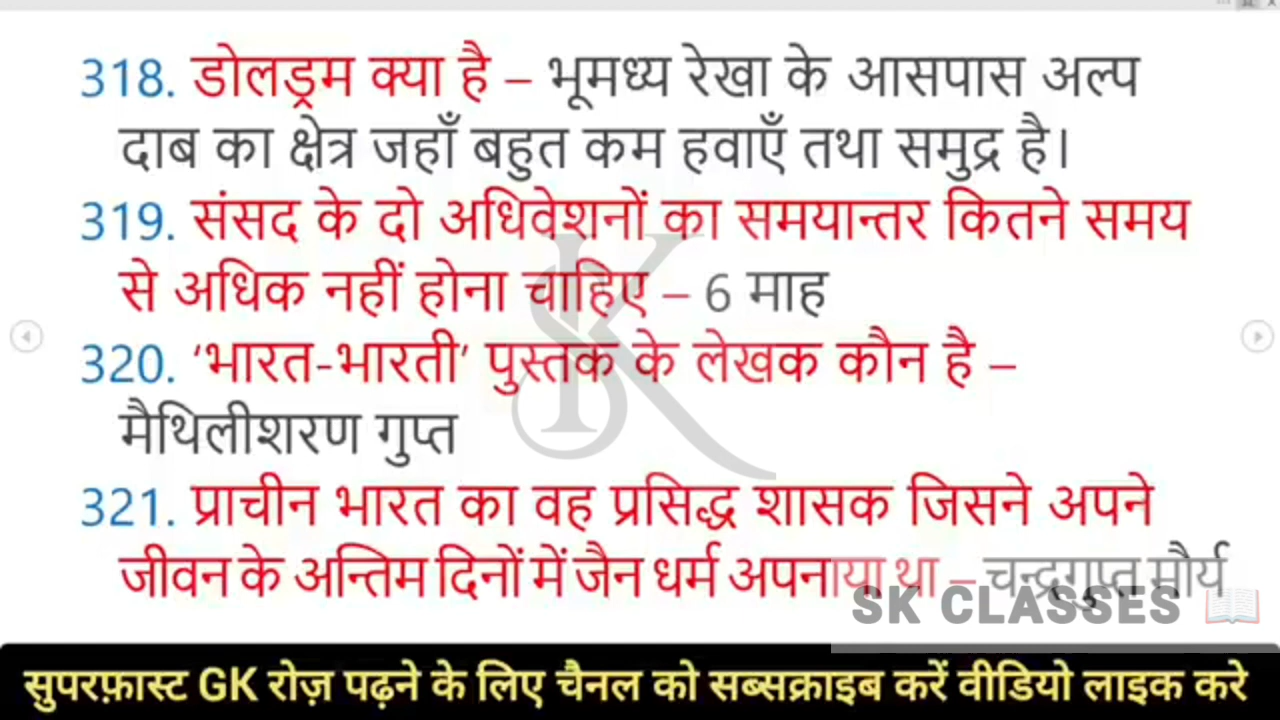 318. डोलड्रम क्या है – भूमध्य रेखा के आसपास अल्प
दाब का क्षेत्र जहाँ बहुत कम हवाएँ तथा समुद्र है।
319. संसद के दो अधिवेशनों का समयान्तर कितने समय
से अधिक नहीं होना चाहिए – 6 माह
320. ‘भारत-भारती’ पुस्तक के लेखक कौन है –
मैथिलीशरण गुप्त
321. प्राचीन भारत का वह प्रसिद्ध शासक जिसने अपने
जीवन के अन्तिम दिनों में जैन धर्म अपनाया था – चन्द्रगुप्त मौर्य
SK CLASSES
सुपरफ़ास्ट GK रोज़ पढ़ने के लिए चैनल को सब्सक्राइब करें वीडियो लाइक करे